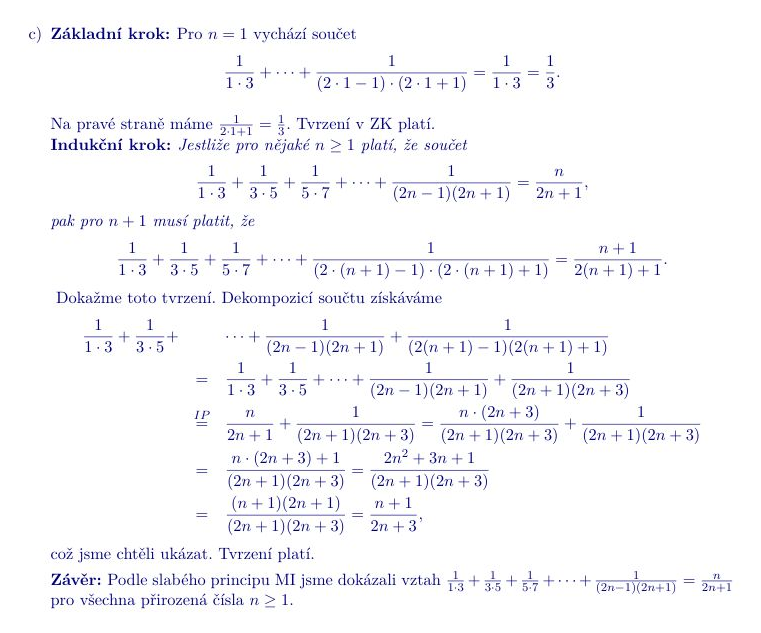 c) Základní krok: Pro $n = 1$ vychází součet
$\frac{1}{1 \cdot 3} + \cdots + \frac{1}{(2 \cdot 1 - 1) \cdot (2 \cdot 1 + 1)} = \frac{1}{1 \cdot 3} = \frac{1}{3}.$
Na pravé straně máme $\frac{1}{2 \cdot 1 + 1} = \frac{1}{3}$. Tvrzení v ZK platí.
Indukční krok: Jestliže pro nějaké $n \geq 1$ platí, že součet
$\frac{1}{1 \cdot 3} + \frac{1}{3 \cdot 5} + \frac{1}{5 \cdot 7} + \cdots + \frac{1}{(2n - 1)(2n + 1)} = \frac{n}{2n + 1},$
pak pro $n + 1$ musí platit, že
$\frac{1}{1 \cdot 3} + \frac{1}{3 \cdot 5} + \frac{1}{5 \cdot 7} + \cdots + \frac{1}{(2 \cdot (n + 1) - 1) \cdot (2 \cdot (n + 1) + 1)} = \frac{n + 1}{2(n + 1) + 1}.$
Dokažme toto tvrzení. Dekompozicí součtu získáváme
$\frac{1}{1 \cdot 3} + \frac{1}{3 \cdot 5} + \cdots + \frac{1}{(2n - 1)(2n + 1)} + \frac{1}{(2(n + 1) - 1)(2(n + 1) + 1)}$
$= \frac{1}{1 \cdot 3} + \frac{1}{3 \cdot 5} + \cdots + \frac{1}{(2n - 1)(2n + 1)} + \frac{1}{(2n + 1)(2n + 3)}$
$\stackrel{IP}{=} \frac{n}{2n + 1} + \frac{1}{(2n + 1)(2n + 3)} = \frac{n \cdot (2n + 3)}{(2n + 1)(2n + 3)} + \frac{1}{(2n + 1)(2n + 3)}$
$= \frac{n \cdot (2n + 3) + 1}{(2n + 1)(2n + 3)} = \frac{2n^2 + 3n + 1}{(2n + 1)(2n + 3)}$
$= \frac{(n + 1)(2n + 1)}{(2n + 1)(2n + 3)} = \frac{n + 1}{2n + 3},$
což jsme chtěli ukázat. Tvrzení platí.
Závěr: Podle slabého principu MI jsme dokázali vztah $\frac{1}{1 \cdot 3} + \frac{1}{3 \cdot 5} + \frac{1}{5 \cdot 7} + \cdots + \frac{1}{(2n-1)(2n+1)} = \frac{n}{2n+1}$
pro všechna přirozená čísla $n \geq 1$.